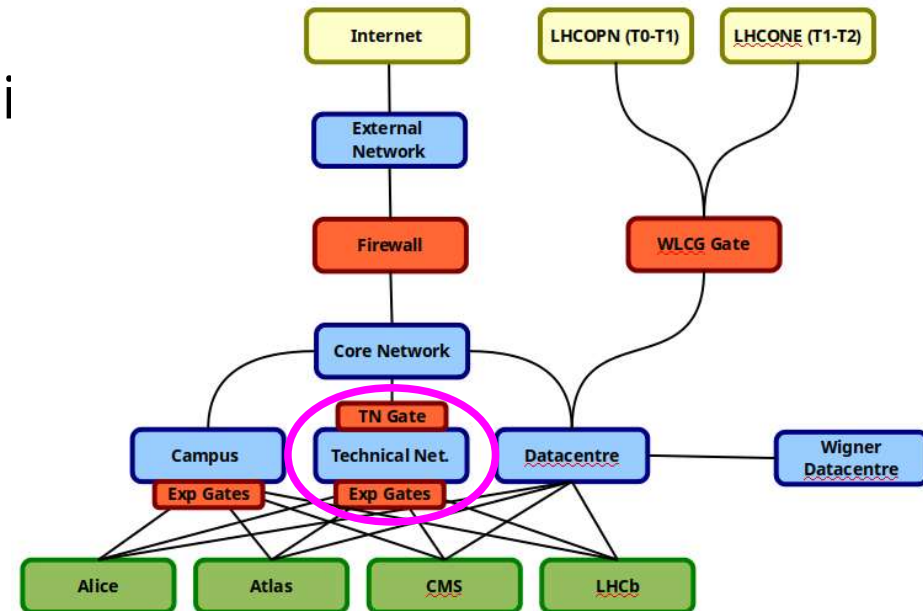 Internet
LHCOPN (T0-T1)
LHCONE (T1-T2)
i
External
Network
Firewall
WLCG Gate
Core Network
TN Gate
Campus
Technical Net.
Datacentre
Wigner
Datacentre
Exp Gates
Exp Gates
Alice
Atlas
CMS
LHCb